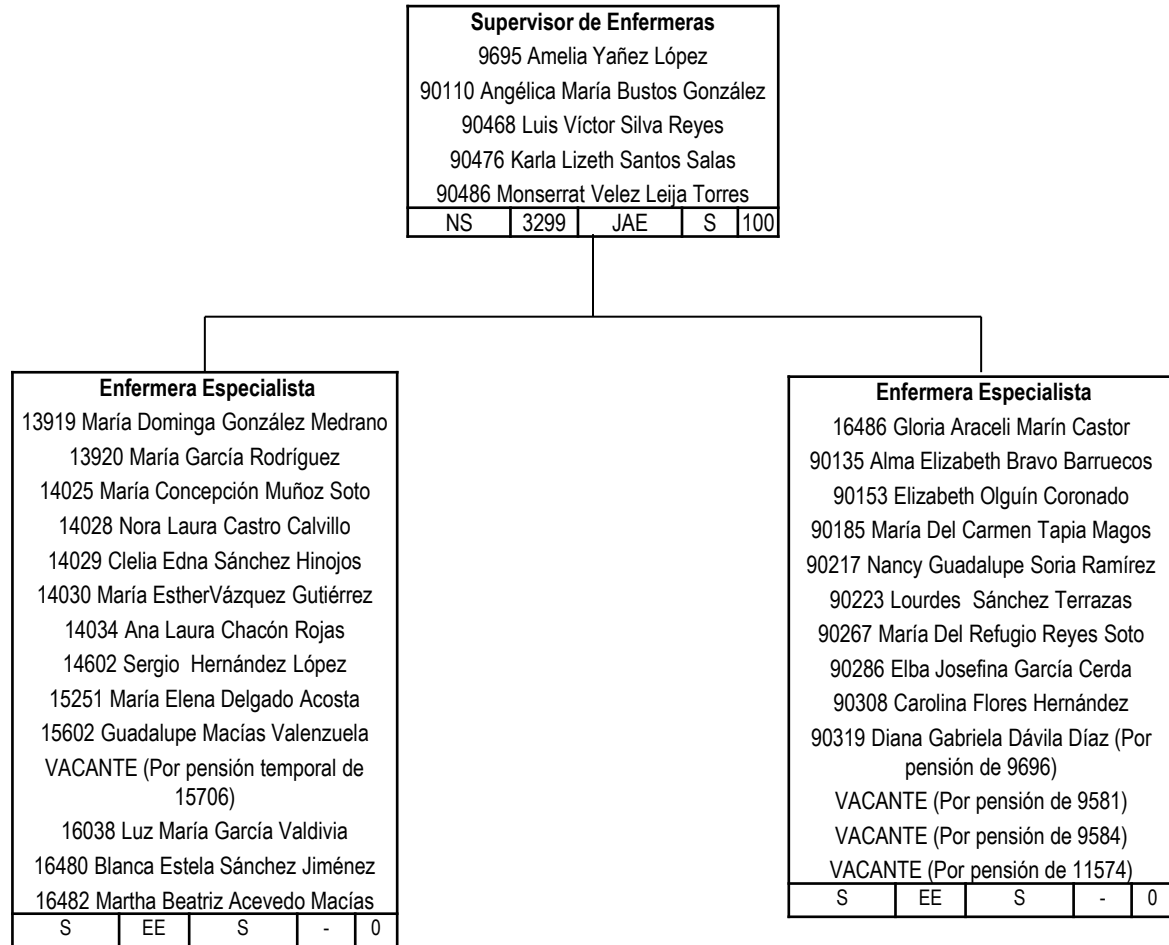 Supervisor de Enfermeras
9695 Amelia Yañez López
90110 Angélica María Bustos González
90468 Luis Víctor Silva Reyes
90476 Karla Lizeth Santos Salas
90486 Monserrat Velez Leija Torres
NS 3299 JAE S 100
Enfermera Especialista
13919 María Dominga González Medrano
13920 María García Rodríguez
14025 María Concepción Muñoz Soto
14028 Nora Laura Castro Calvillo
14029 Clelia Edna Sánchez Hinojos
14030 María EstherVázquez Gutiérrez
14034 Ana Laura Chacón Rojas
14602 Sergio Hernández López
15251 María Elena Delgado Acosta
15602 Guadalupe Macías Valenzuela
VACANTE (Por pensión temporal de
15706)
16038 Luz María García Valdivia
16480 Blanca Estela Sánchez Jiménez
16482 Martha Beatriz Acevedo Macías
S EE S - 0
Enfermera Especialista
16486 Gloria Araceli Marín Castor
90135 Alma Elizabeth Bravo Barruecos
90153 Elizabeth Olguín Coronado
90185 María Del Carmen Tapia Magos
90217 Nancy Guadalupe Soria Ramírez
90223 Lourdes Sánchez Terrazas
90267 María Del Refugio Reyes Soto
90286 Elba Josefina García Cerda
90308 Carolina Flores Hernández
90319 Diana Gabriela Dávila Díaz (Por
pensión de 9696)
VACANTE (Por pensión de 9581)
VACANTE (Por pensión de 9584)
VACANTE (Por pensión de 11574)
S EE S - 0